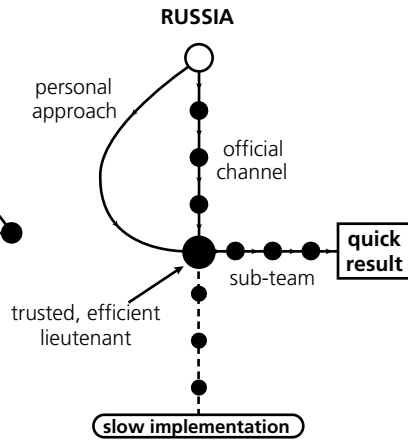 RUSSIA
personal
approach
official
channel
quick
result
sub-team
trusted, efficient
lieutenant
slow implementation